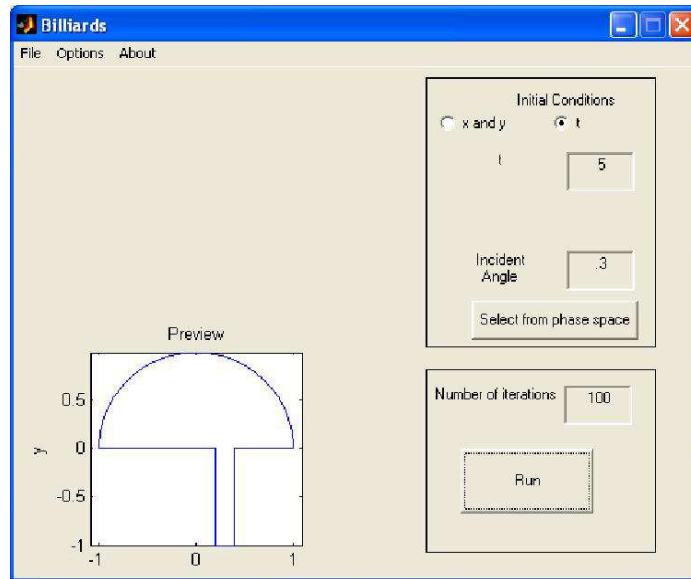 Billiards
File Options About
Initial Conditions
x and y t
t 5
Incident Angle .3
Select from phase space
Number of iterations 100
Run
Preview
y
0.5
0
-0.5
-1
-1 0 1